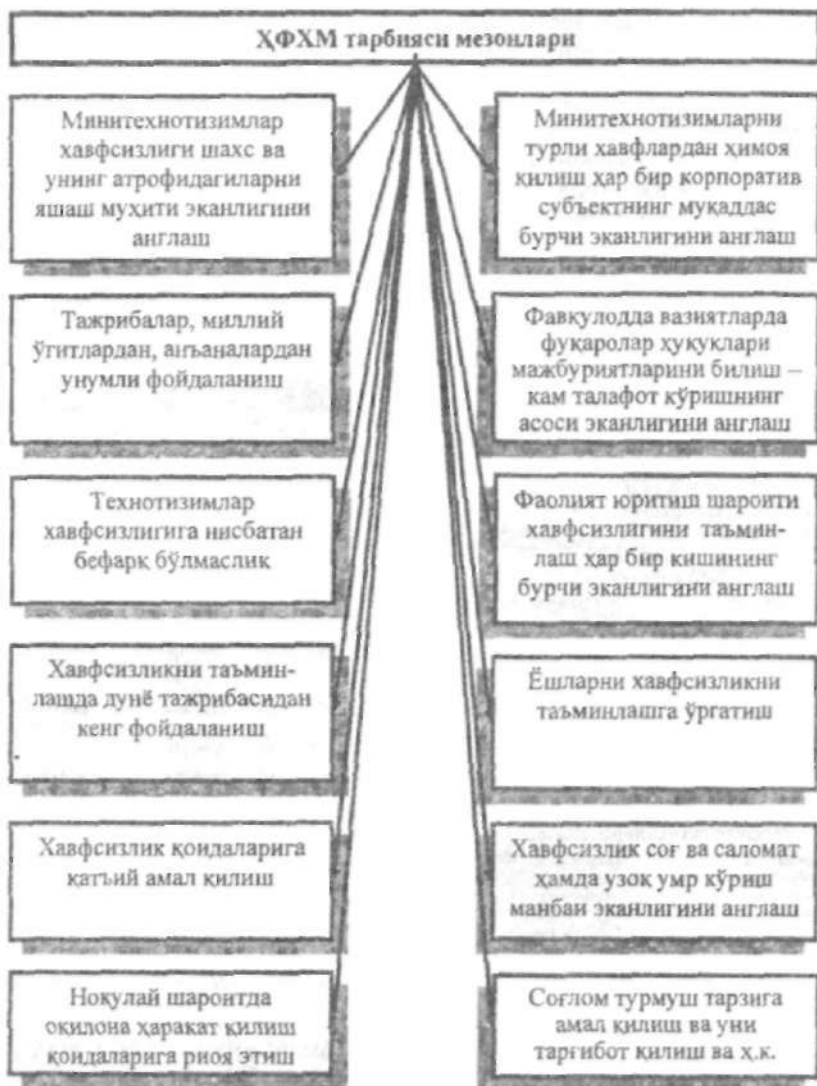 ҲФХМ тарбияси мезонлари
Минитехнотизимлар
хавфсизлиги шахс ва
унинг атрофидагиларни
яшаш муҳити эканлигини
англаш
Минитехнотизимларни
турли хавфлардан ҳимоя
қилиш ҳар бир корпоратив
субъектнинг муқаддас
бурчи эканлигини англаш
Тажрибалар, миллий
ўгитлардан, анъаналардан
унумли фойдаланиш
Фавқулодда вазиятларда
фуқаролар ҳуқуқлари
мажбуриятларини билиш –
кам талафот кўришнинг
асоси эканлигини англаш
Технотизимлар
хавфсизлигига нисбатан
бефарқ бўлмаслик
Фаолият юритиш шароити
хавфсизлигини таъмин-
лаш ҳар бир кишининг
бурчи эканлигини англаш
Хавфсизликни таъмин-
лашда дунё тажрибасидан
кенг фойдаланиш
Ёшларни хавфсизликни
таъминлашга ўргатиш
Хавфсизлик қоидаларига
қатъий амал қилиш
Хавфсизлик соғ ва саломат
ҳамда узоқ умр кўриш
манбаи эканлигини англаш
Ноқулай шароитда
оқилона ҳаракат қилиш
қоидаларига риоя этиш
Соғлом турмуш тарзига
амал қилиш ва уни
тарғибот қилиш ва ҳ.к.